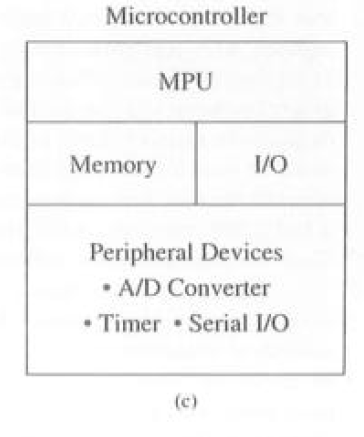 Microcontroller
MPU
Memory I/O
Peripheral Devices
• A/D Converter
• Timer • Serial I/O
(c)